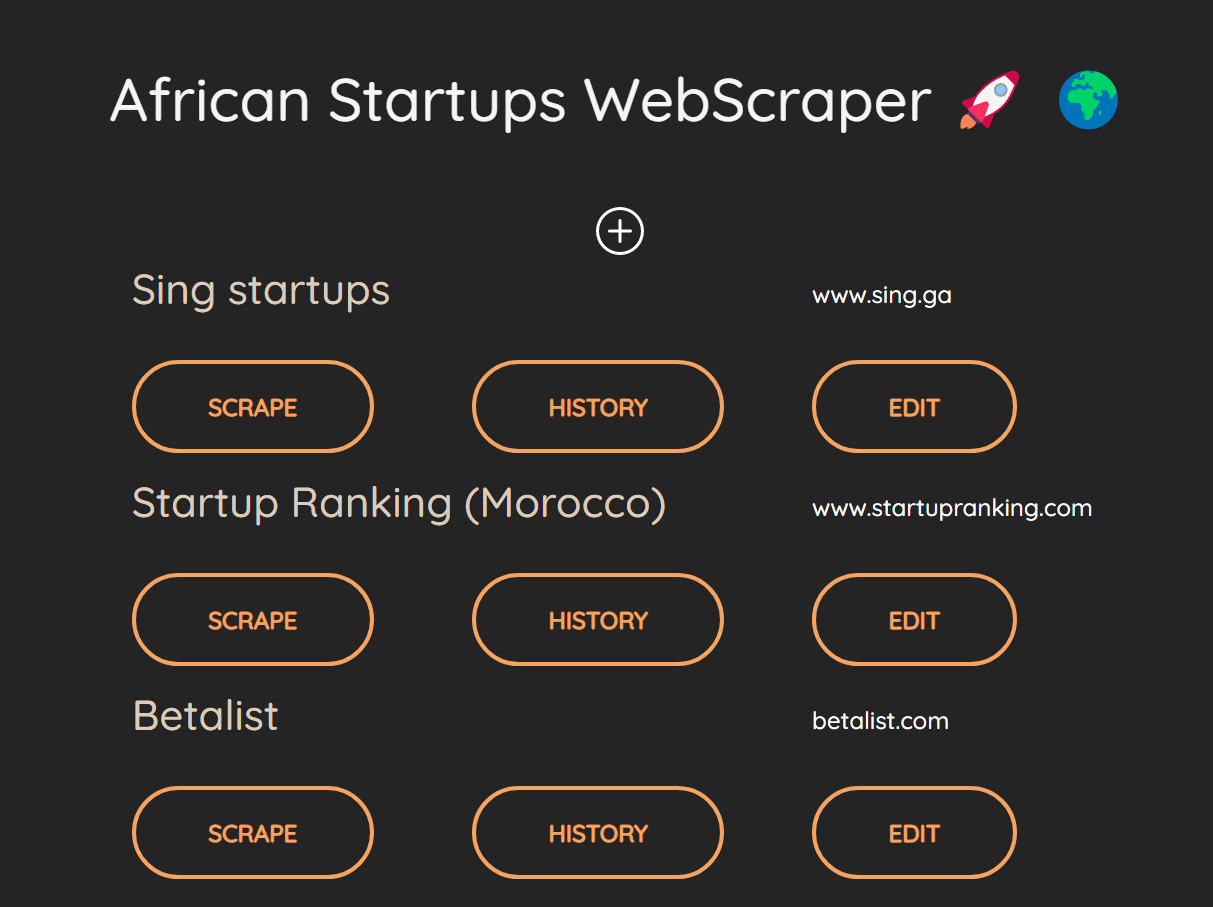 African Startups WebScraper 🚀 🌍
Sing startups www.sing.ga
SCRAPE HISTORY EDIT
Startup Ranking (Morocco) www.startupranking.com
SCRAPE HISTORY EDIT
Betalist betalist.com
SCRAPE HISTORY EDIT